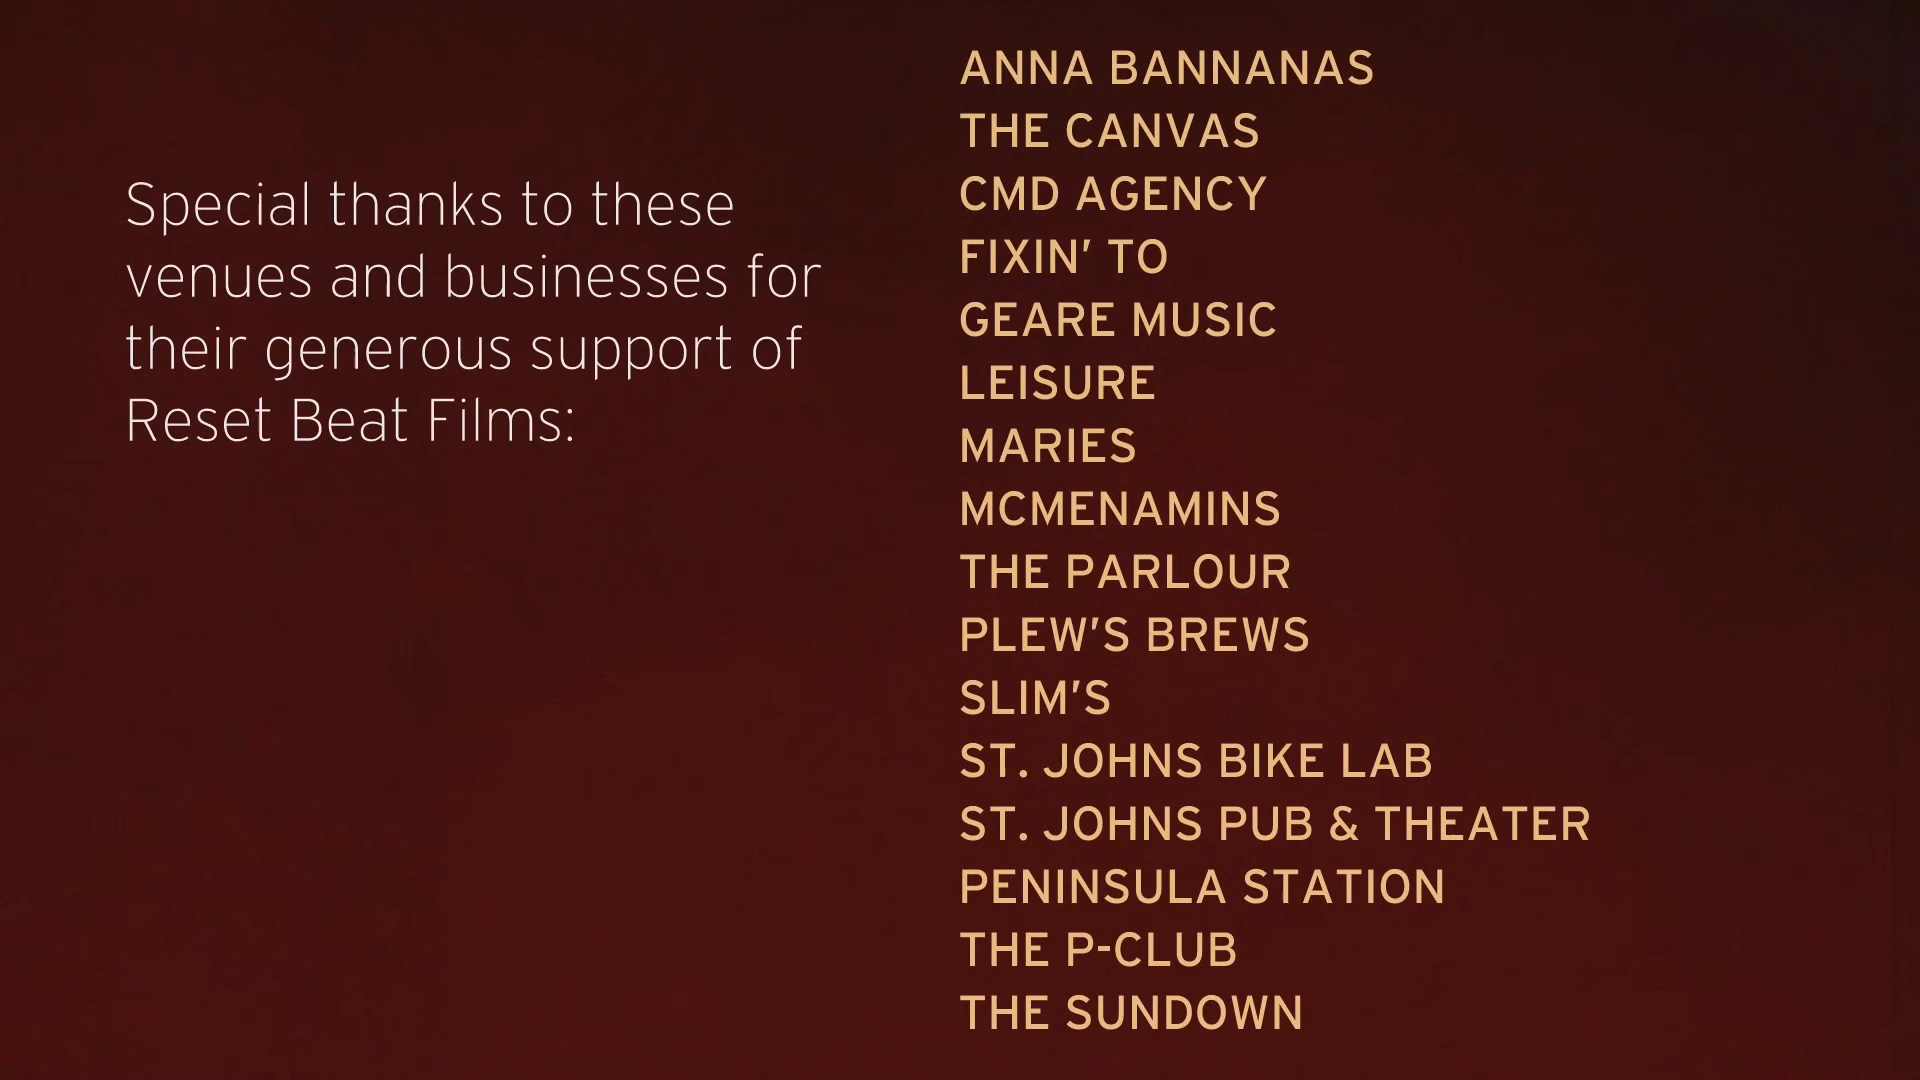 Special thanks to these
venues and businesses for
their generous support of
Reset Beat Films:
ANNA BANNANAS
THE CANVAS
CMD AGENCY
FIXIN’ TO
GEARE MUSIC
LEISURE
MARIES
MCMENAMINS
THE PARLOUR
PLEW’S BREWS
SLIM’S
ST. JOHNS BIKE LAB
ST. JOHNS PUB & THEATER
PENINSULA STATION
THE P-CLUB
THE SUNDOWN